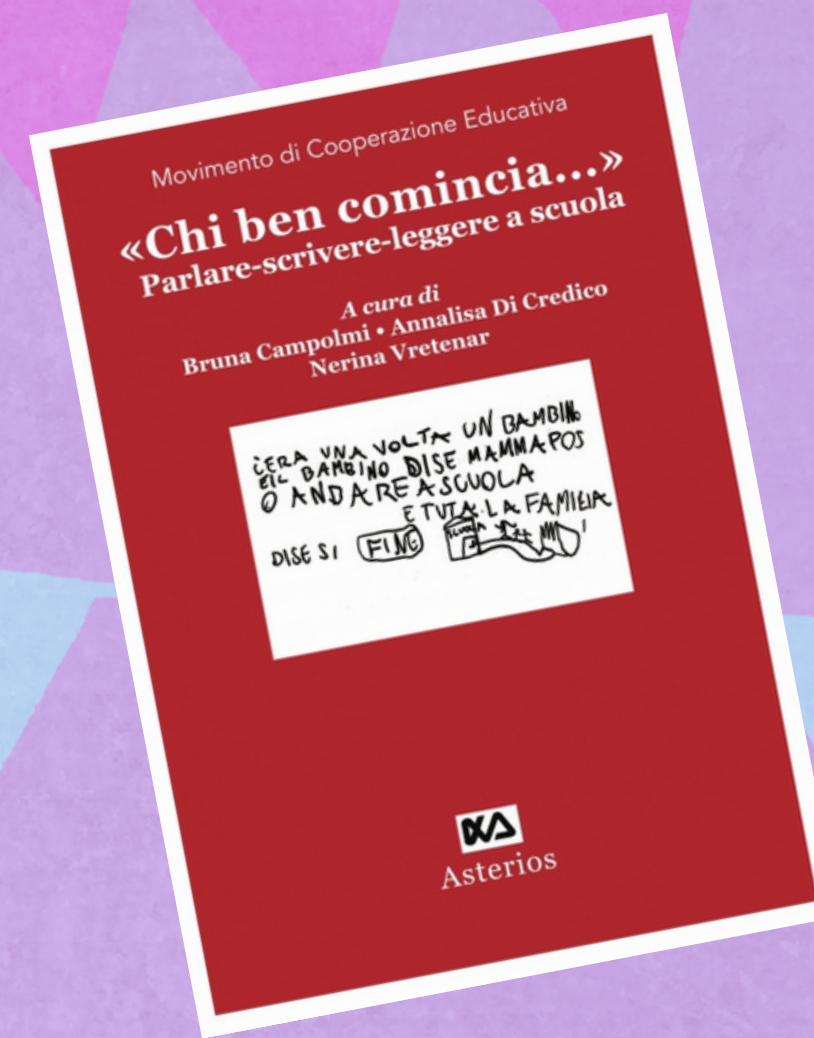 Movimento di Cooperazione Educativa
«Chi ben comincia...»
Parlare-scrivere-leggere a scuola
A cura di
Bruna Campolmi • Annalisa Di Credico
Nerina Vretenar
C'ERA UNA VOLTA UN BAMBINO
EIL BAMBINO DISE MAMMA POS
O ANDARE A SCUOLA
E TUTA LA FAMILIA
DISE SI FINE
SCUOLA
Asterios